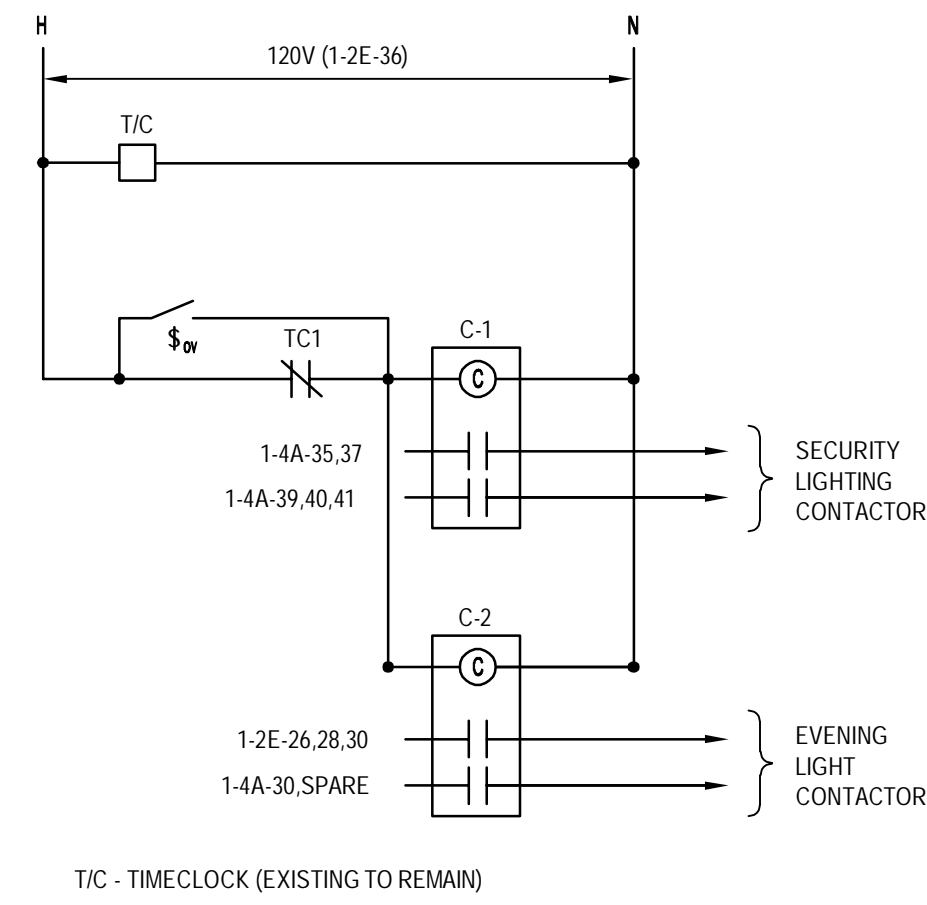 H
N
120V (1-2E-36)
T/C
$ OV
TC1
C-1
C
1-4A-35,37
1-4A-39,40,41
SECURITY
LIGHTING
CONTACTOR
C-2
C
1-2E-26,28,30
1-4A-30,SPARE
EVENING
LIGHT
CONTACTOR
T/C - TIMECLOCK (EXISTING TO REMAIN)